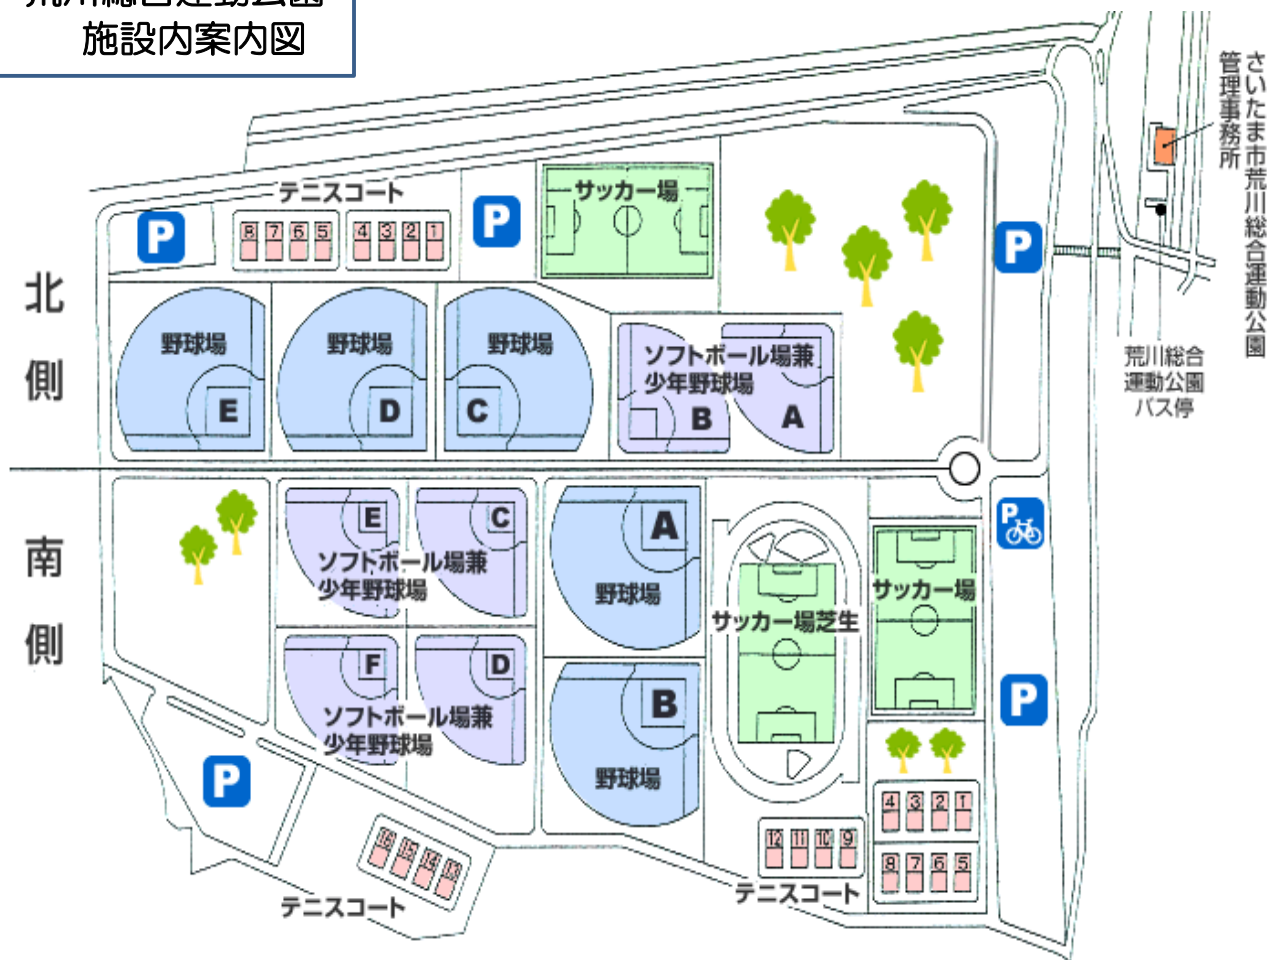 荒川総合運動公園
施設内案内図
さいたま市荒川総合運動公園
管理事務所
荒川総合
運動公園
バス停
北側
テニスコート
P
8 7 6 5 4 3 2 1
P
サッカー場
P
野球場
E
野球場
D
野球場
C
ソフトボール場兼
少年野球場
B
A
南側
E
C
ソフトボール場兼
少年野球場
F
D
ソフトボール場兼
少年野球場
A
野球場
B
野球場
サッカー場芝生
サッカー場
P
P
P
4 3 2 1
8 7 6 5
12 11 10 9
テニスコート
16 15 14 13
テニスコート